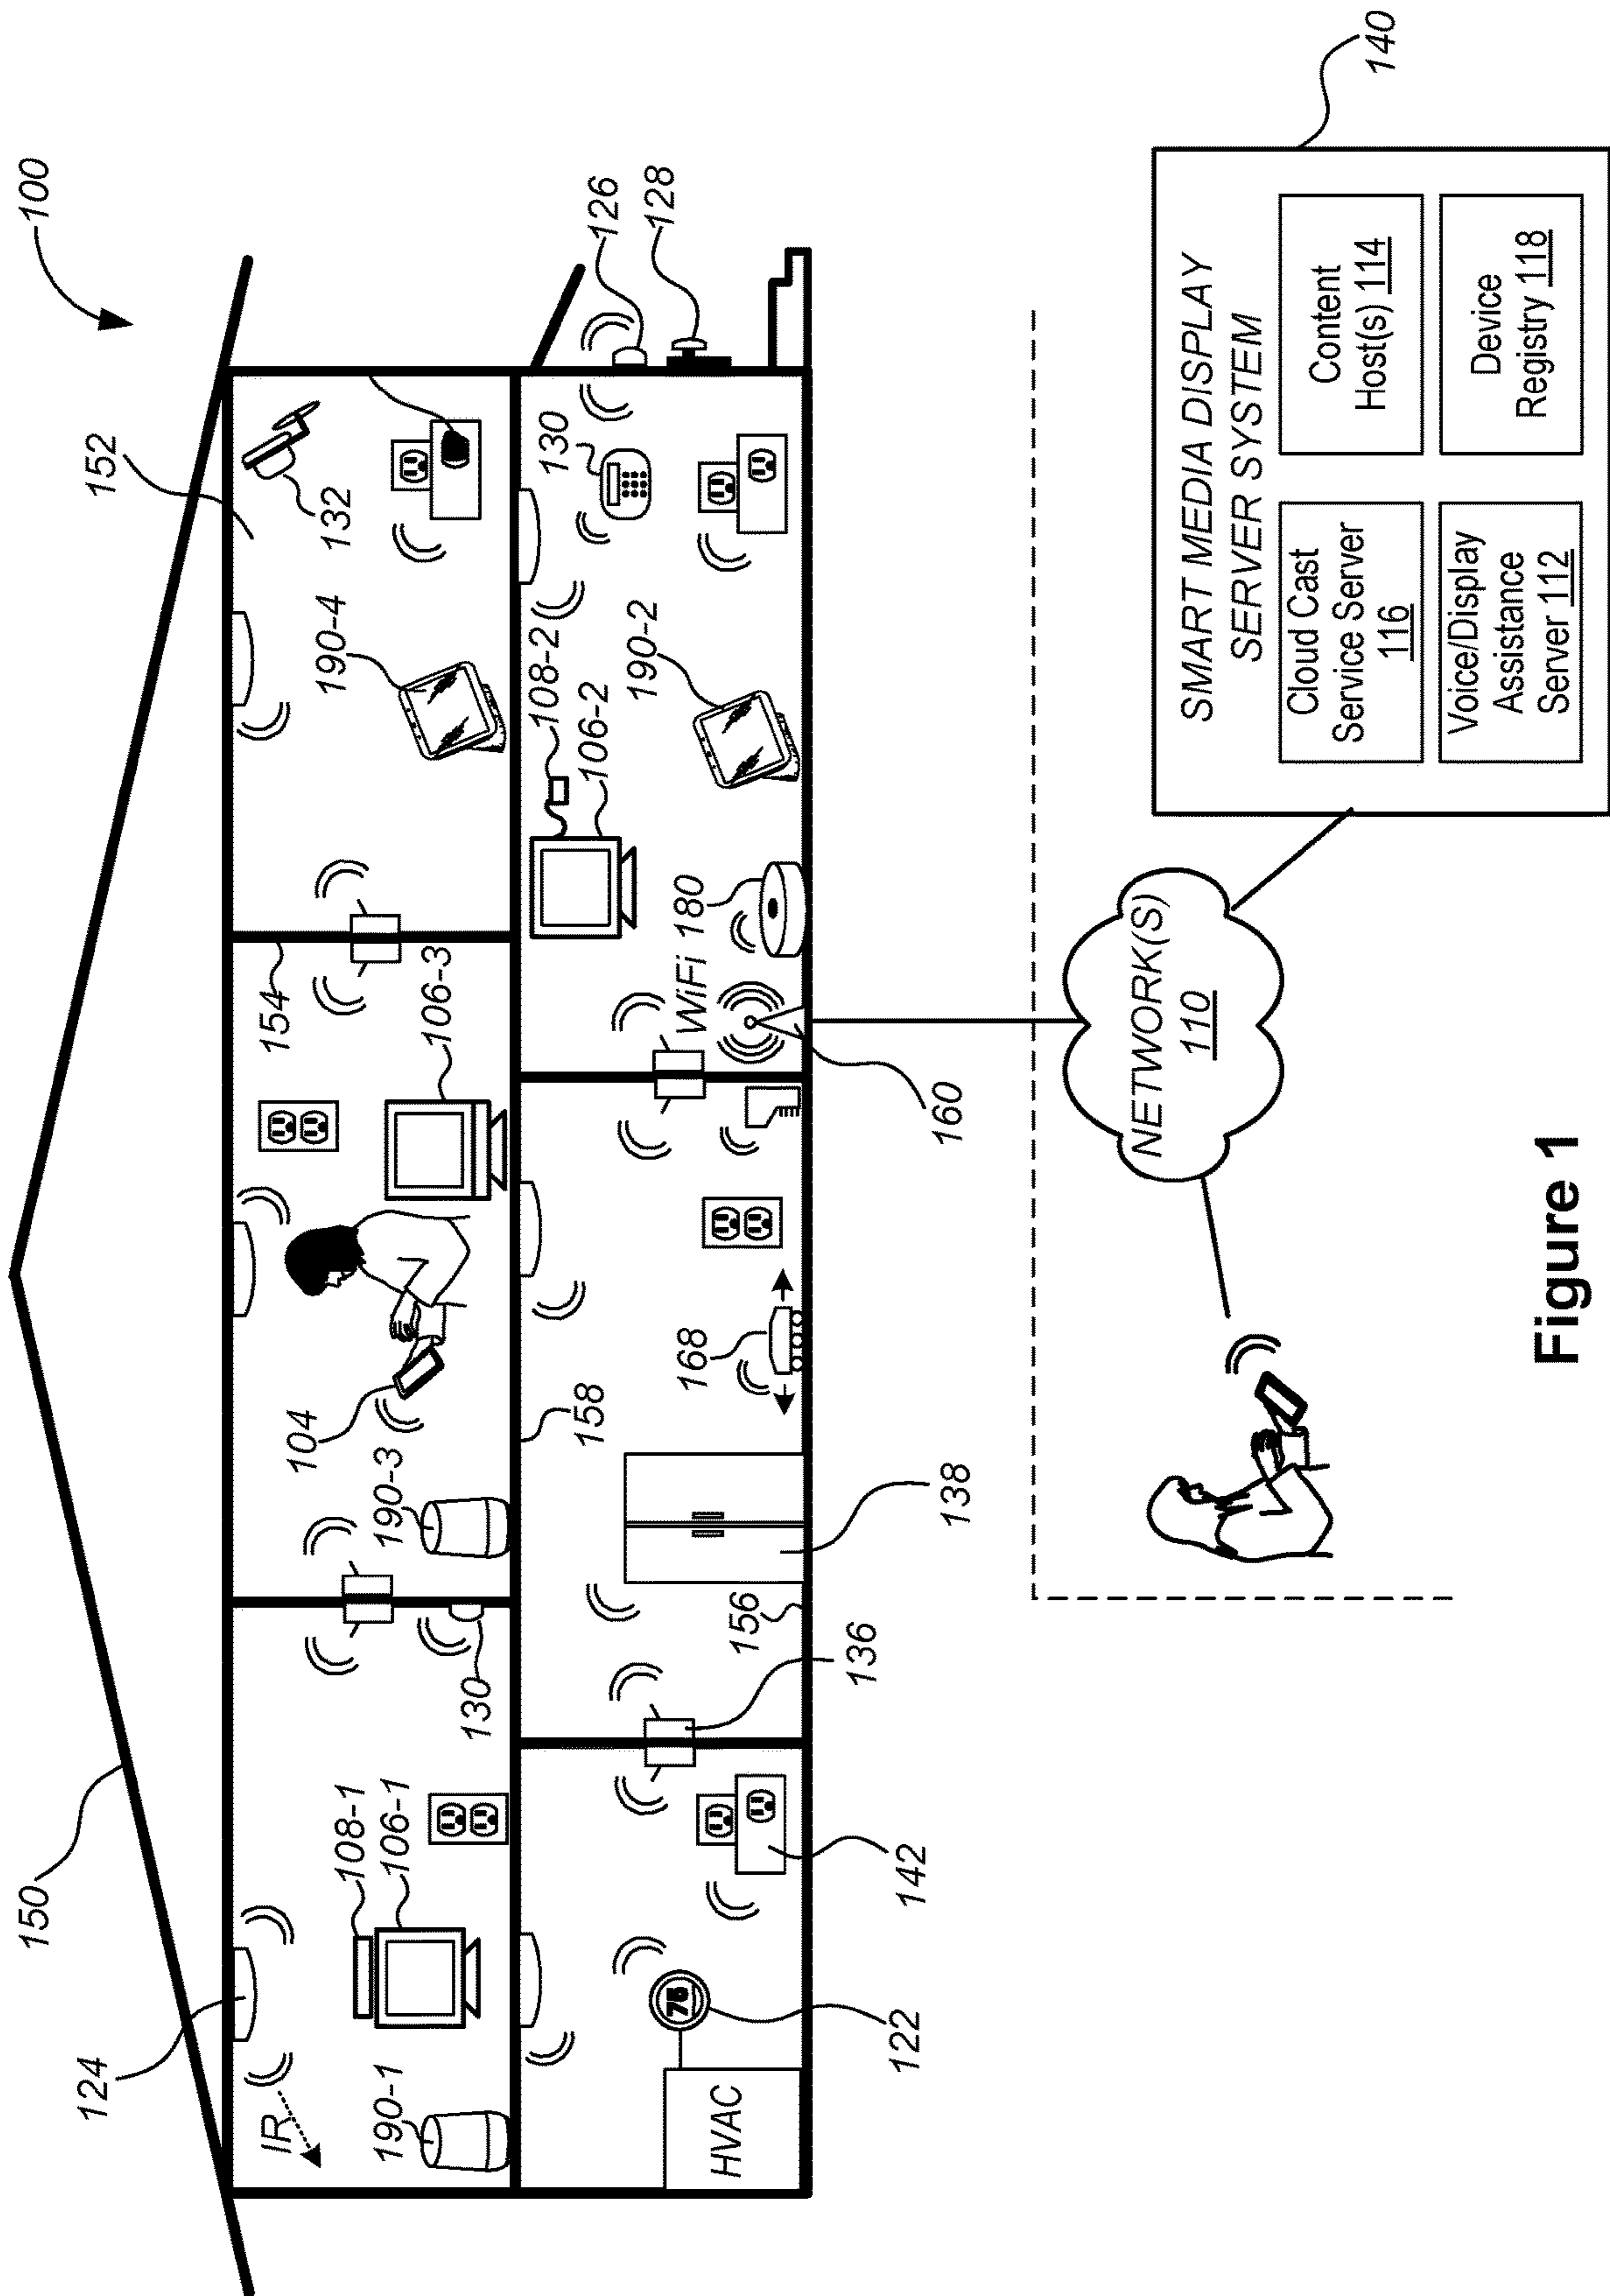 100
150
152
124
IR
190-1
108-1
106-1
130
190-3
104
154
106-3
190-4
132
126
128
HVAC
122
75
142
136
156
138
158
168
160
WiFi
180
108-2
106-2
190-2
130
NETWORK(S)
110
140
SMART MEDIA DISPLAY
SERVER SYSTEM
Cloud Cast
Service Server
116
Content
Host(s) 114
Voice/Display
Assistance
Server 112
Device
Registry 118
Figure 1